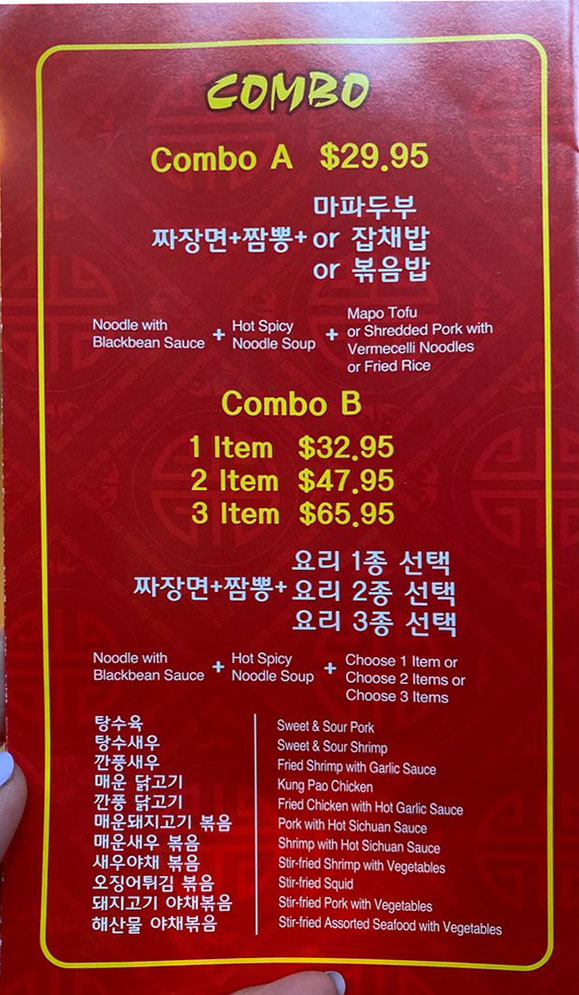 COMBO
Combo A $29.95
마파두부
짜장면+짬뽕+ or 잡채밥
or 볶음밥
Noodle with Blackbean Sauce + Hot Spicy Noodle Soup + Mapo Tofu
or Shredded Pork with
Vermecelli Noodles
or Fried Rice
Combo B
1 Item $32.95
2 Item $47.95
3 Item $65.95
요리 1종 선택
짜장면+짬뽕+ 요리 2종 선택
요리 3종 선택
Noodle with Blackbean Sauce + Hot Spicy Noodle Soup + Choose 1 Item or
Choose 2 Items or
Choose 3 Items
탕수육 Sweet & Sour Pork
탕수새우 Sweet & Sour Shrimp
깐풍새우 Fried Shrimp with Garlic Sauce
매운 닭고기 Kung Pao Chicken
깐풍 닭고기 Fried Chicken with Hot Garlic Sauce
매운돼지고기 볶음 Pork with Hot Sichuan Sauce
매운새우 볶음 Shrimp with Hot Sichuan Sauce
새우야채 볶음 Stir-fried Shrimp with Vegetables
오징어튀김 볶음 Stir-fried Squid
돼지고기 야채볶음 Stir-fried Pork with Vegetables
해산물 야채볶음 Stir-fried Assorted Seafood with Vegetables